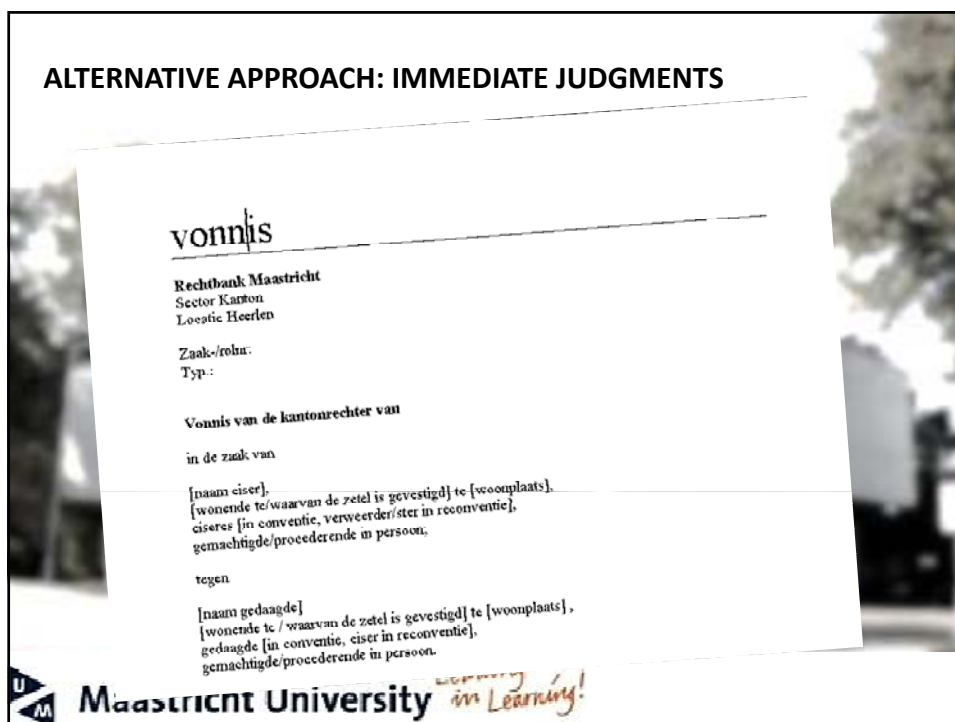 ALTERNATIVE APPROACH: IMMEDIATE JUDGMENTS
vonnis
Rechtbank Maastricht
Sector Kanton
Locatie Heerlen
Zaak-/rolnr.:
Typ.:
Vonnis van de kantonrechter van
in de zaak van
[naam eiser],
[wonende te/waarvan de zetel is gevestigd] te [woonplaats],
eiseres [in conventie, verweerder/ster in reconventie],
gemachtigde/procederende in persoon;
tegen
[naam gedaagde]
[wonende te / waarvan de zetel is gevestigd] te [woonplaats] ,
gedaagde [in conventie, eiser in reconventie],
gemachtigde/procederende in persoon.
U
M
Maastricht University
in Learning!